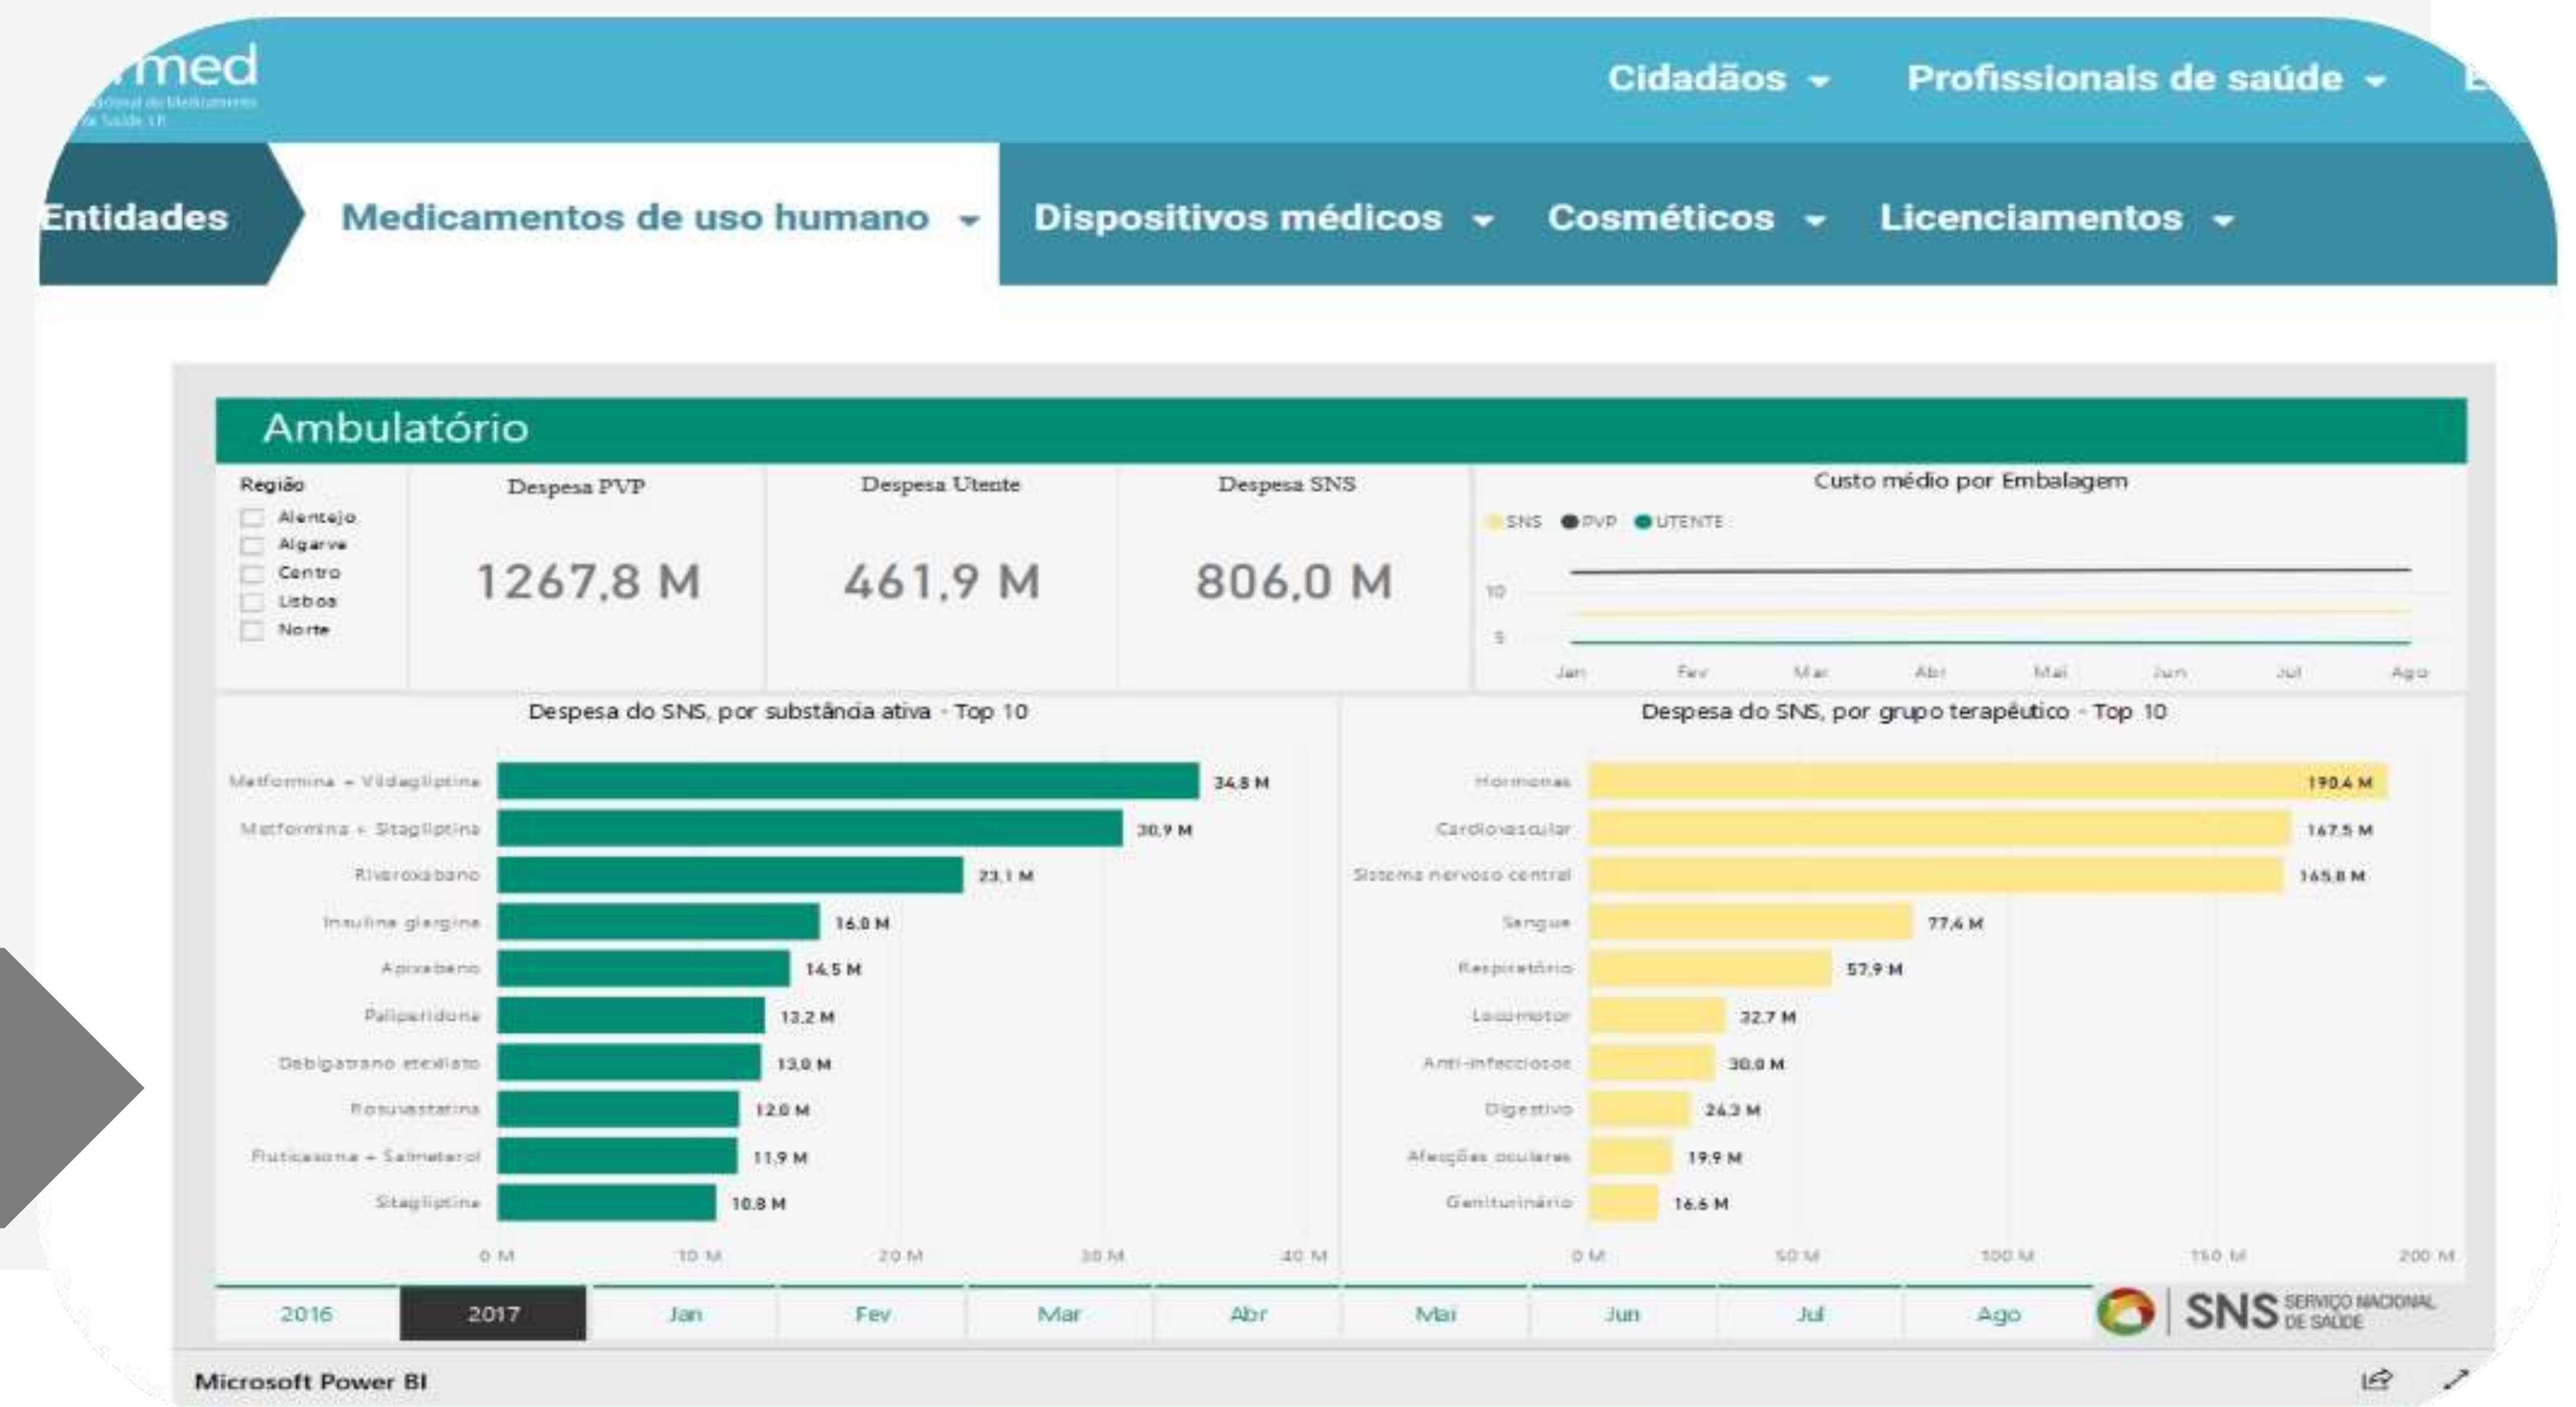 med
Cidadãos
Profissionais de saúde
Entidades
Medicamentos de uso humano
Dispositivos médicos
Cosméticos
Licenciamentos
Ambulatório
Região
Alentejo
Algarve
Centro
Lisboa
Norte
Despesa PVP
1267,8 M
Despesa Utente
461,9 M
Despesa SNS
806,0 M
Custo médio por Embalagem
SNS PVP UTENTE
10
5
Jan Fev Mar Abr Mai Jun Jul Ago
Despesa do SNS, por substância ativa - Top 10
Metformina + Vildagliptina 34,8 M
Metformina + Sitagliptina 30,9 M
Rivaroxabano 23,1 M
Insulina glargina 16,0 M
Apixabano 14,5 M
Paliperidona 13,2 M
Dabigatrano etexilato 13,0 M
Rosuvastatina 12,0 M
Fluticasona + Salmeterol 11,9 M
Sitagliptina 10,8 M
0 M 10 M 20 M 30 M 40 M
Despesa do SNS, por grupo terapêutico - Top 10
Hormonas 190,4 M
Cardiovascular 167,5 M
Sistema nervoso central 165,8 M
Sangue 77,4 M
Respiratório 57,9 M
Locomotor 32,7 M
Anti-infecciosos 30,0 M
Digestivo 24,3 M
Afecções oculares 19,9 M
Geniturinário 16,6 M
0 M 50 M 100 M 150 M 200 M
2016 2017 Jan Fev Mar Abr Mai Jun Jul Ago
SNS SERVIÇO NACIONAL
DE SAÚDE
Microsoft Power BI